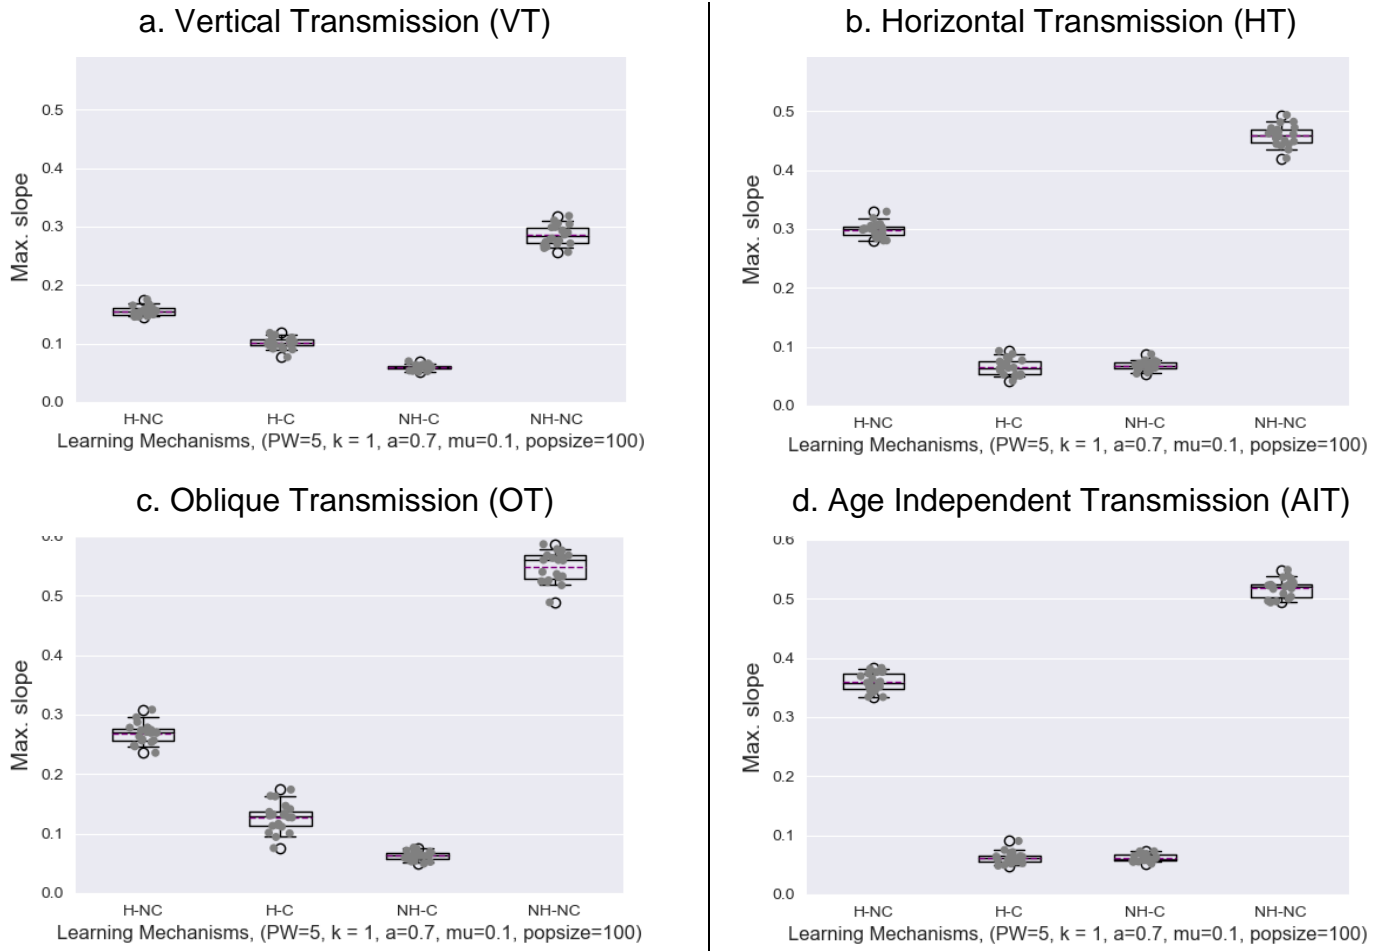 a. Vertical Transmission (VT)
0.5
0.4
0.3
0.2
0.1
0.0
Max. slope
H-NC H-C NH-C NH-NC
Learning Mechanisms, (PW=5, k = 1, a=0.7, mu=0.1, popsize=100)
b. Horizontal Transmission (HT)
0.5
0.4
0.3
0.2
0.1
0.0
Max. slope
H-NC H-C NH-C NH-NC
Learning Mechanisms, (PW=5, k = 1, a=0.7, mu=0.1, popsize=100)
c. Oblique Transmission (OT)
0.6
0.5
0.4
0.3
0.2
0.1
0.0
Max. slope
H-NC H-C NH-C NH-NC
Learning Mechanisms, (PW=5, k = 1, a=0.7, mu=0.1, popsize=100)
d. Age Independent Transmission (AIT)
0.6
0.5
0.4
0.3
0.2
0.1
0.0
Max. slope
H-NC H-C NH-C NH-NC
Learning Mechanisms, (PW=5, k = 1, a=0.7, mu=0.1, popsize=100)